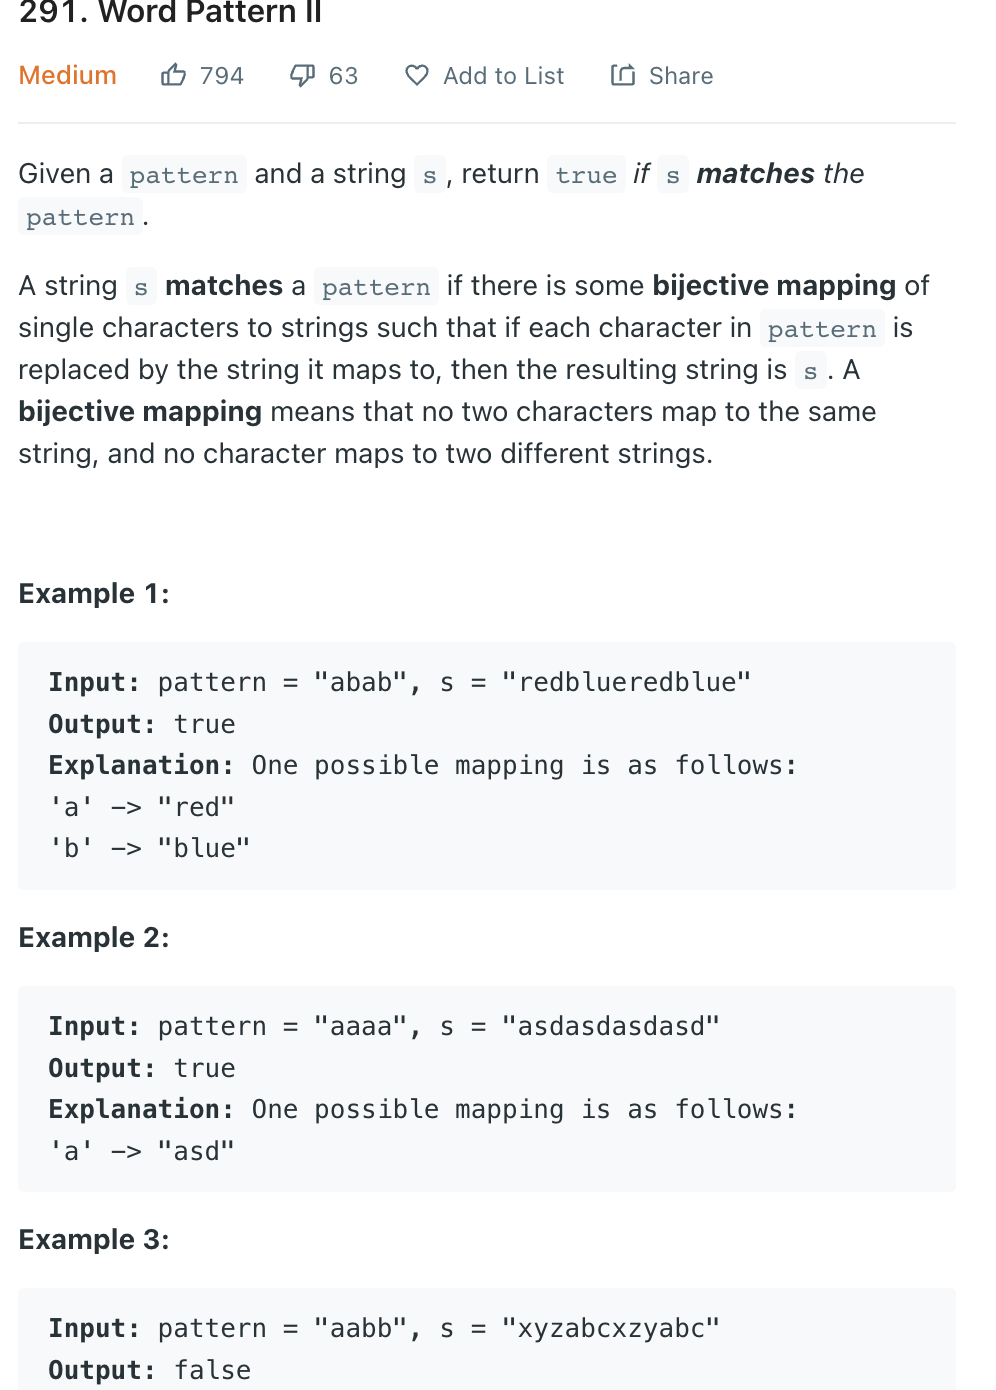 291. Word Pattern II
Medium 794 63 Add to List Share
Given a pattern and a string s, return true if s matches the
pattern.
A string s matches a pattern if there is some bijective mapping of
single characters to strings such that if each character in pattern is
replaced by the string it maps to, then the resulting string is s. A
bijective mapping means that no two characters map to the same
string, and no character maps to two different strings.
Example 1:
Input: pattern = "abab", s = "redblueredblue"
Output: true
Explanation: One possible mapping is as follows:
'a' -> "red"
'b' -> "blue"
Example 2:
Input: pattern = "aaaa", s = "asdasdasdasd"
Output: true
Explanation: One possible mapping is as follows:
'a' -> "asd"
Example 3:
Input: pattern = "aabb", s = "xyzabcxzyabc"
Output: false